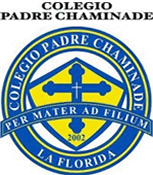 COLEGIO
PADRE CHAMINADE
COLEGIO PADRE CHAMINADE
PER MATER AD FILIUM
2002
LA FLORIDA